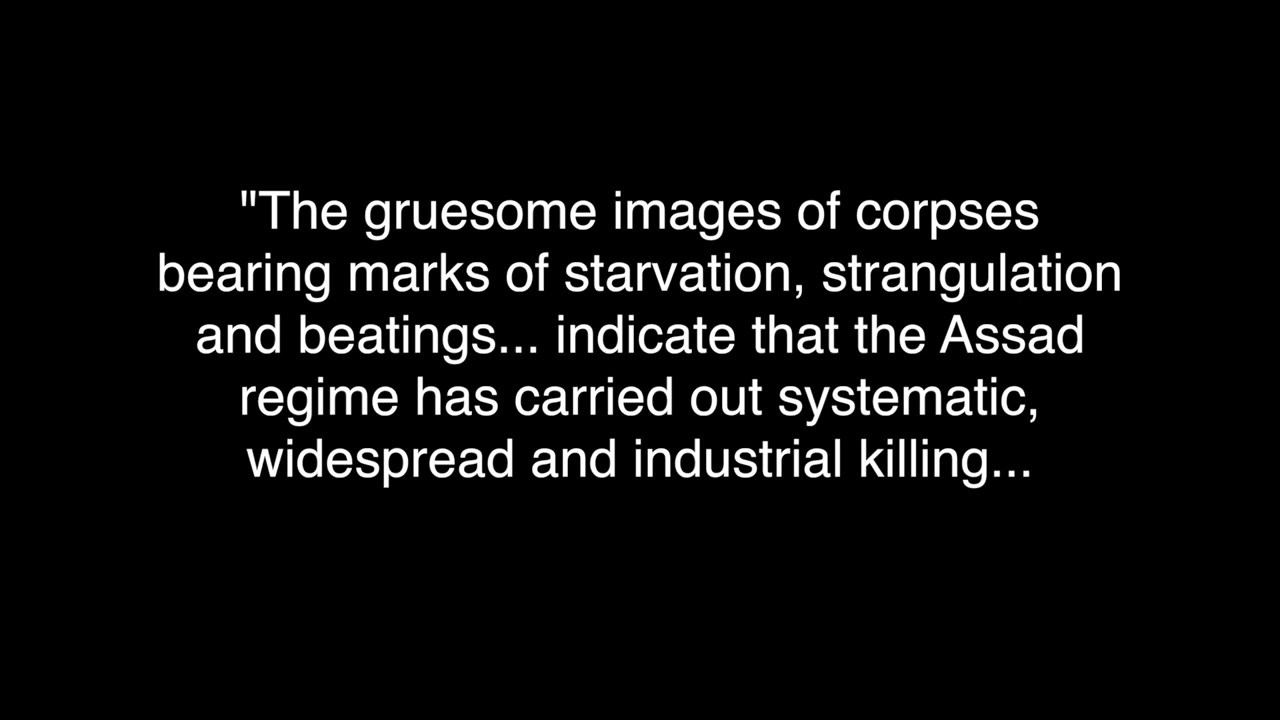 "The gruesome images of corpses
bearing marks of starvation, strangulation
and beatings... indicate that the Assad
regime has carried out systematic,
widespread and industrial killing...